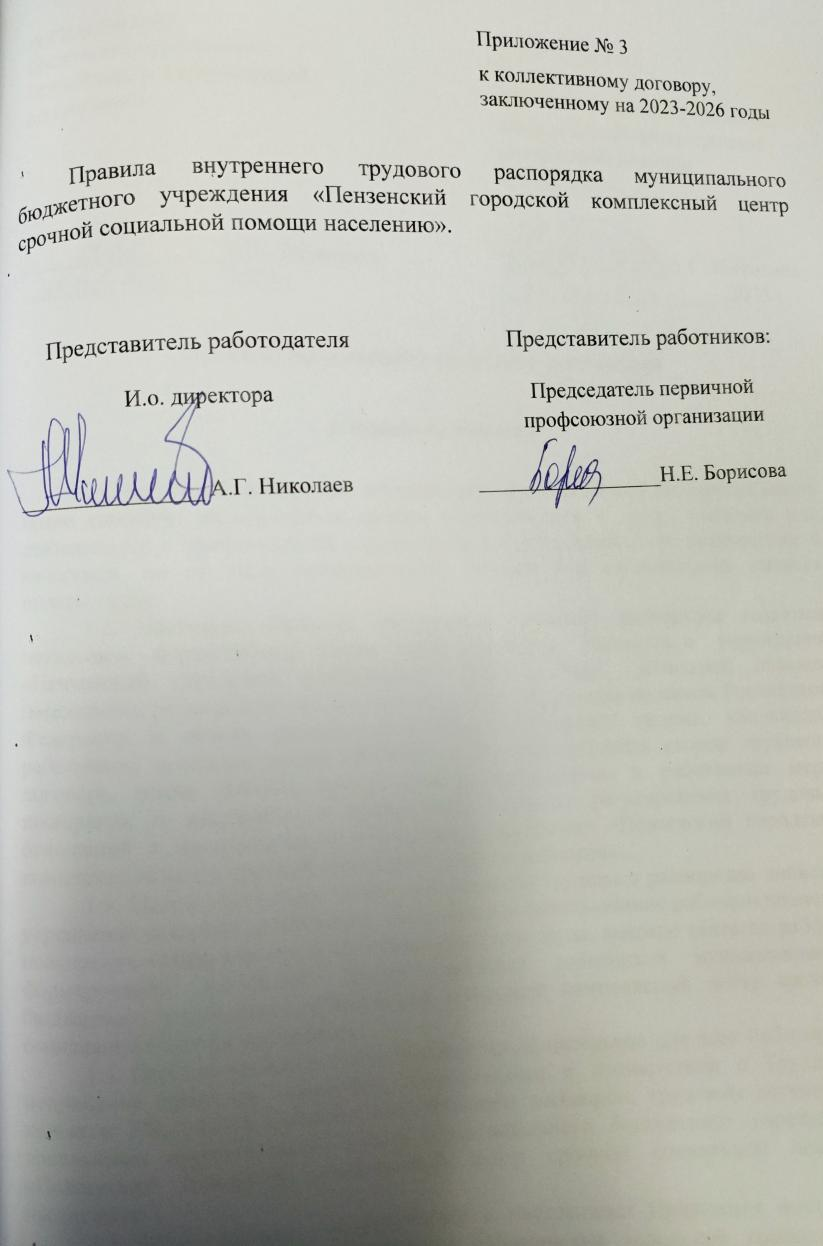 Приложение № 3
к коллективному договору,
заключенному на 2023-2026 годы
Правила внутреннего трудового распорядка муниципального
бюджетного учреждения «Пензенский городской комплексный центр
срочной социальной помощи населению».
Представитель работодателя
И.о. директора
А.Г. Николаев
Представитель работников:
Председатель первичной
профсоюзной организации
Н.Е. Борисова